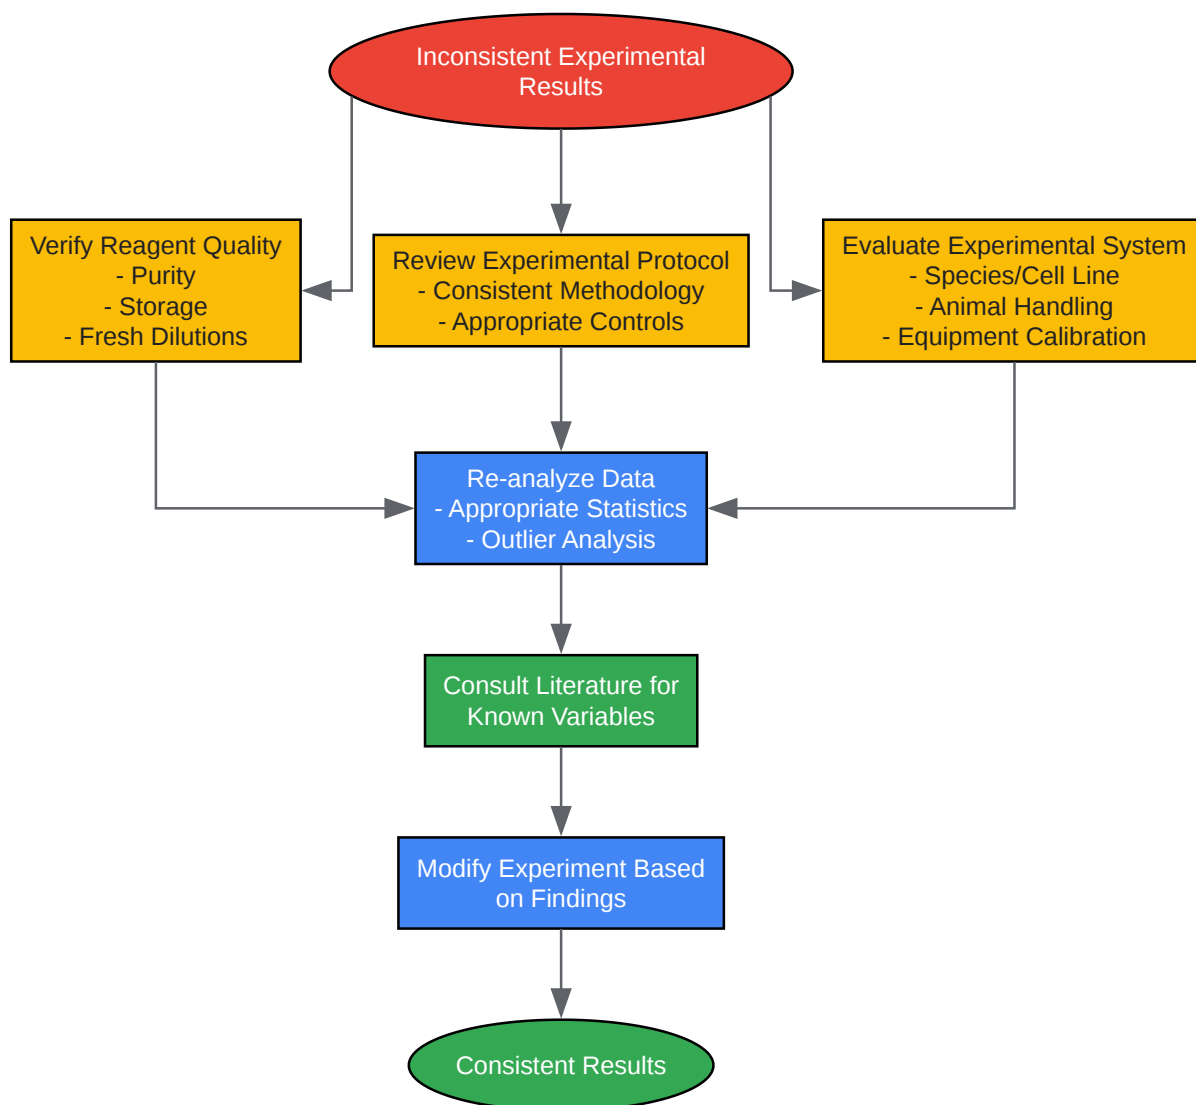 Inconsistent Experimental
Results
Verify Reagent Quality
- Purity
- Storage
- Fresh Dilutions
Review Experimental Protocol
- Consistent Methodology
- Appropriate Controls
Evaluate Experimental System
- Species/Cell Line
- Animal Handling
- Equipment Calibration
Re-analyze Data
- Appropriate Statistics
- Outlier Analysis
Consult Literature for
Known Variables
Modify Experiment Based
on Findings
Consistent Results